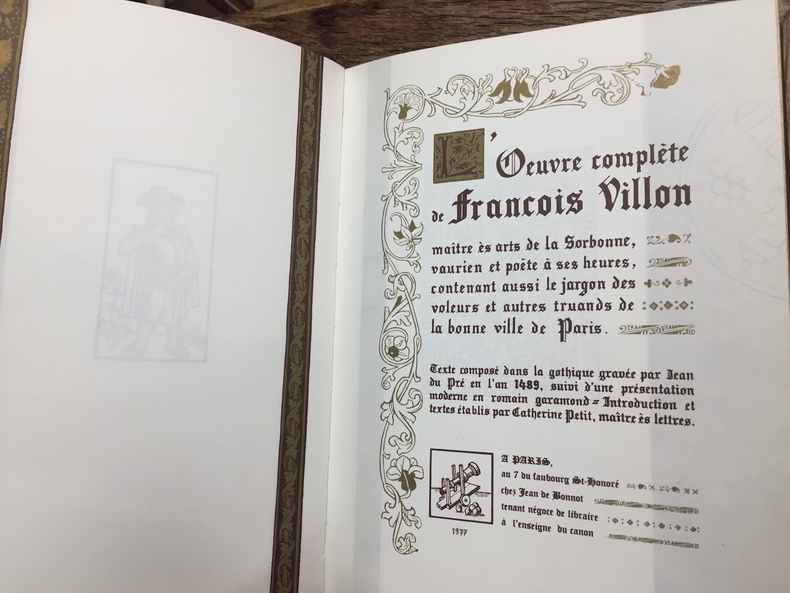 L'Oeuvre complète
de Francois Villon
maître ès arts de la Sorbonne,
vaurien et poète à ses heures,
contenant aussi le jargon des
voleurs et autres truands de
la bonne ville de Paris.
Texte composé dans la gothique gravée par Jean
du Pré en l'an 1489, suivi d'une présentation
moderne en romain garamond = Introduction et
textes établis par Catherine Petit, maître ès lettres.
A PARIS,
au 7 du faubourg St-Honoré
chez Jean de Bonnot
tenant négoce de libraire
à l'enseigne du canon
1977